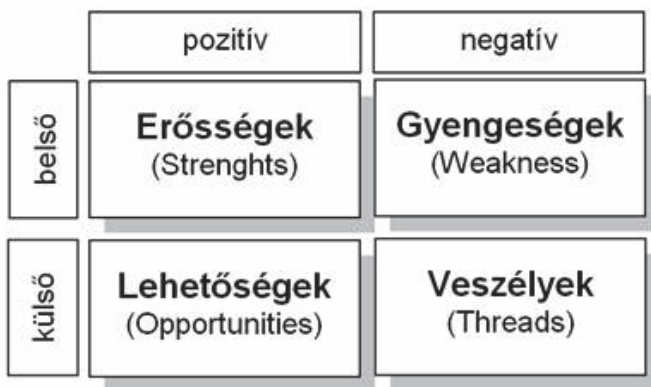 pozitív
negatív
belső
Erősségek
(Strenghts)
Gyengeségek
(Weakness)
külső
Lehetőségek
(Opportunities)
Veszélyek
(Threads)